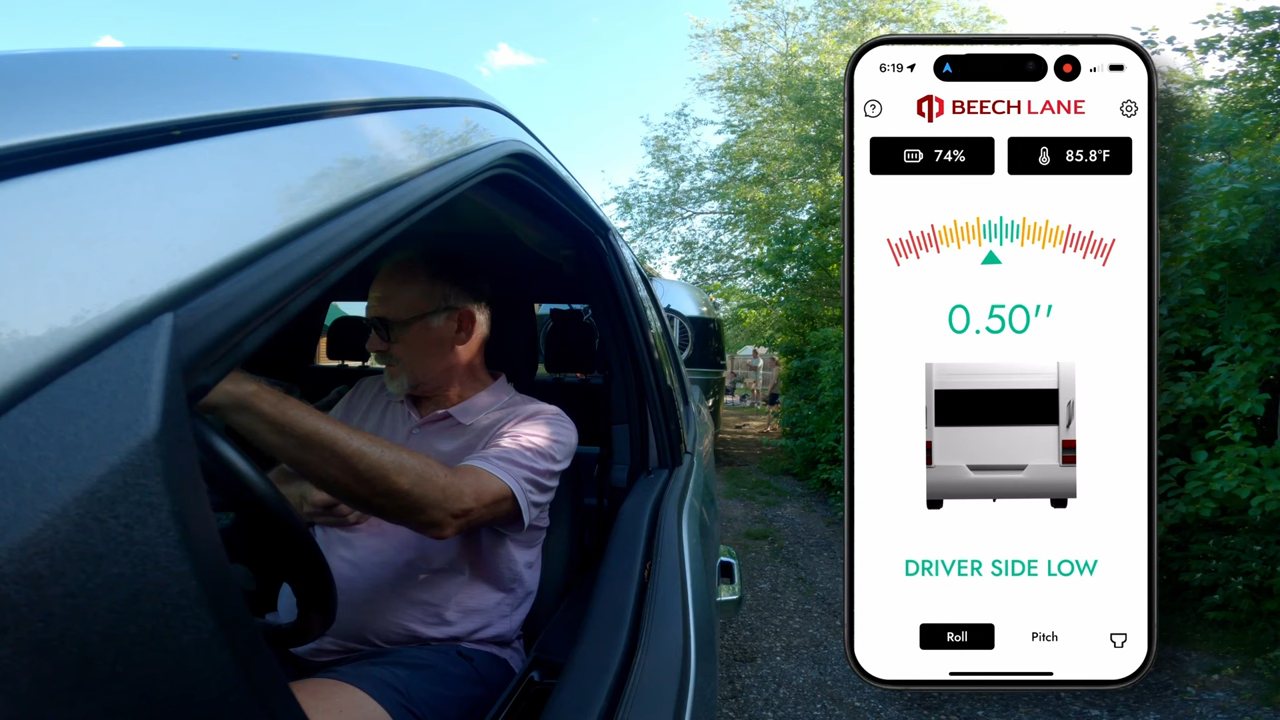 6:19
BEECH LANE
74%
85.8°F
0.50''
DRIVER SIDE LOW
Roll
Pitch